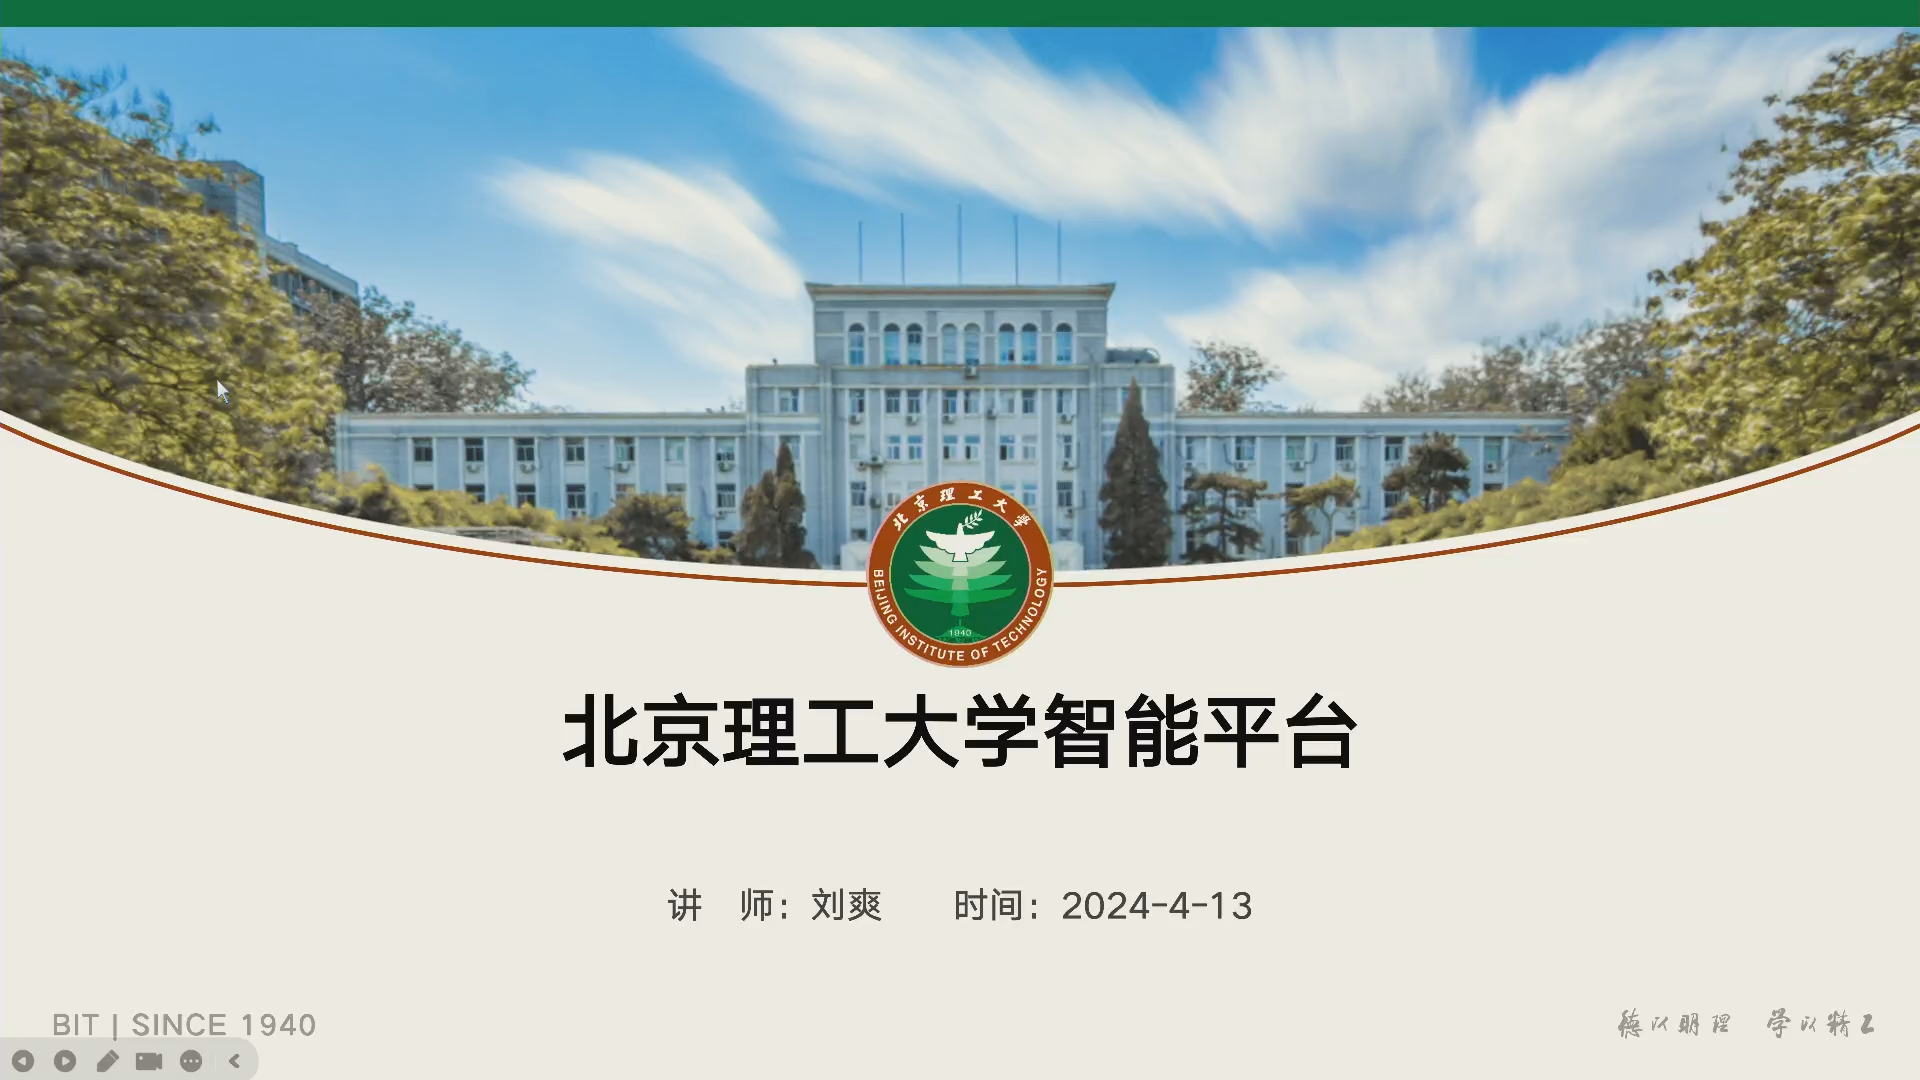 北京理工大学
BEIJING INSTITUTE OF TECHNOLOGY
1940
北京理工大学智能平台
讲 师：刘爽 时间：2024-4-13
BIT | SINCE 1940
德以明理 学以精工